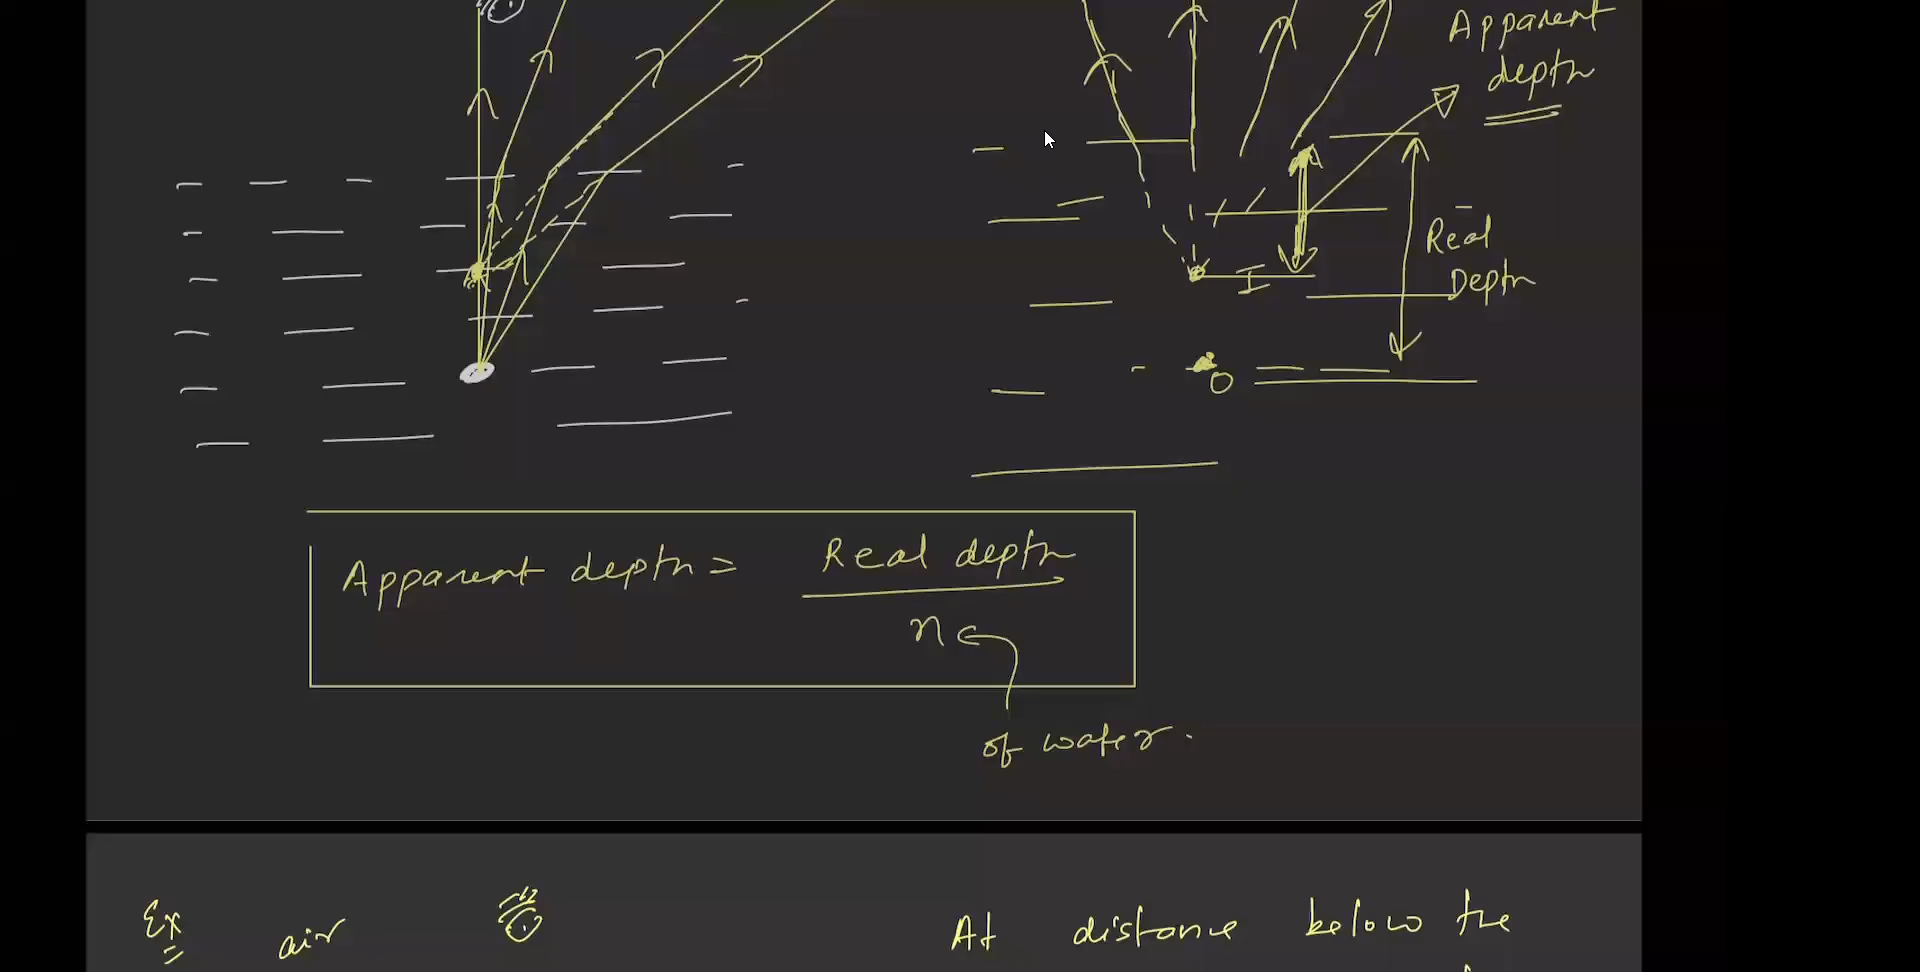 Apparent
depth
Real
Depth
I
O
Apparent depth = Real depth
n
of water.
Ex air At distance below the